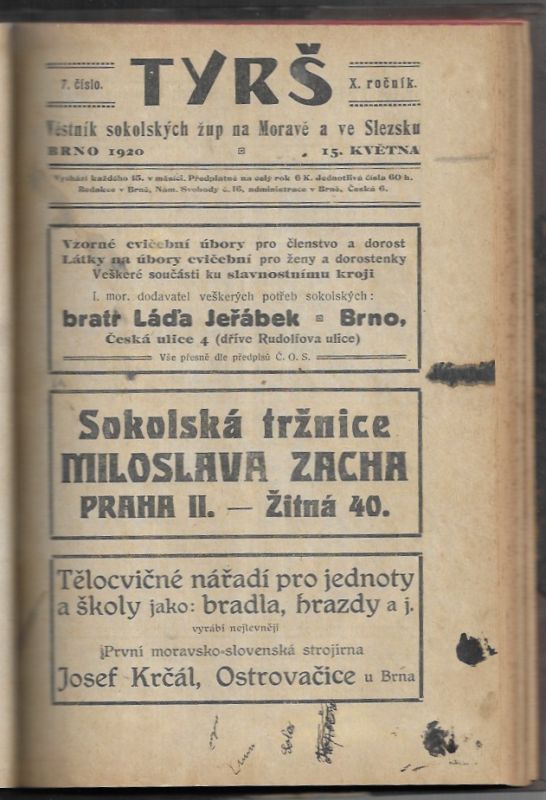 7. číslo.
TYRŠ
X. ročník.
Věstník sokolských žup na Moravě a ve Slezsku
BRNO 1920
15. KVĚTNA
Vychází každého 15. v měsíci. Předplatné na celý rok 6 K. Jednotlivá čísla 60 h.
Redakce v Brně, Nám. Svobody č. 16, administrace v Brně, Česká 6.
Vzorné cvičební úbory pro členstvo a dorost
Látky na úbory cvičební pro ženy a dorostenky
Veškeré součásti ku slavnostnímu kroji
I. mor. dodavatel veškerých potřeb sokolských:
bratr Láďa Jeřábek Brno,
Česká ulice 4 (dříve Rudolfova ulice)
Vše přesně dle předpisů Č. O. S.
Sokolská tržnice
MILOSLAVA ZACHA
PRAHA II. — Žitná 40.
Tělocvičné nářadí pro jednoty
a školy jako: bradla, hrazdy a j.
vyrábí nejlevněji
První moravsko-slovenská strojírna
Josef Krčál, Ostrovačice u Brna